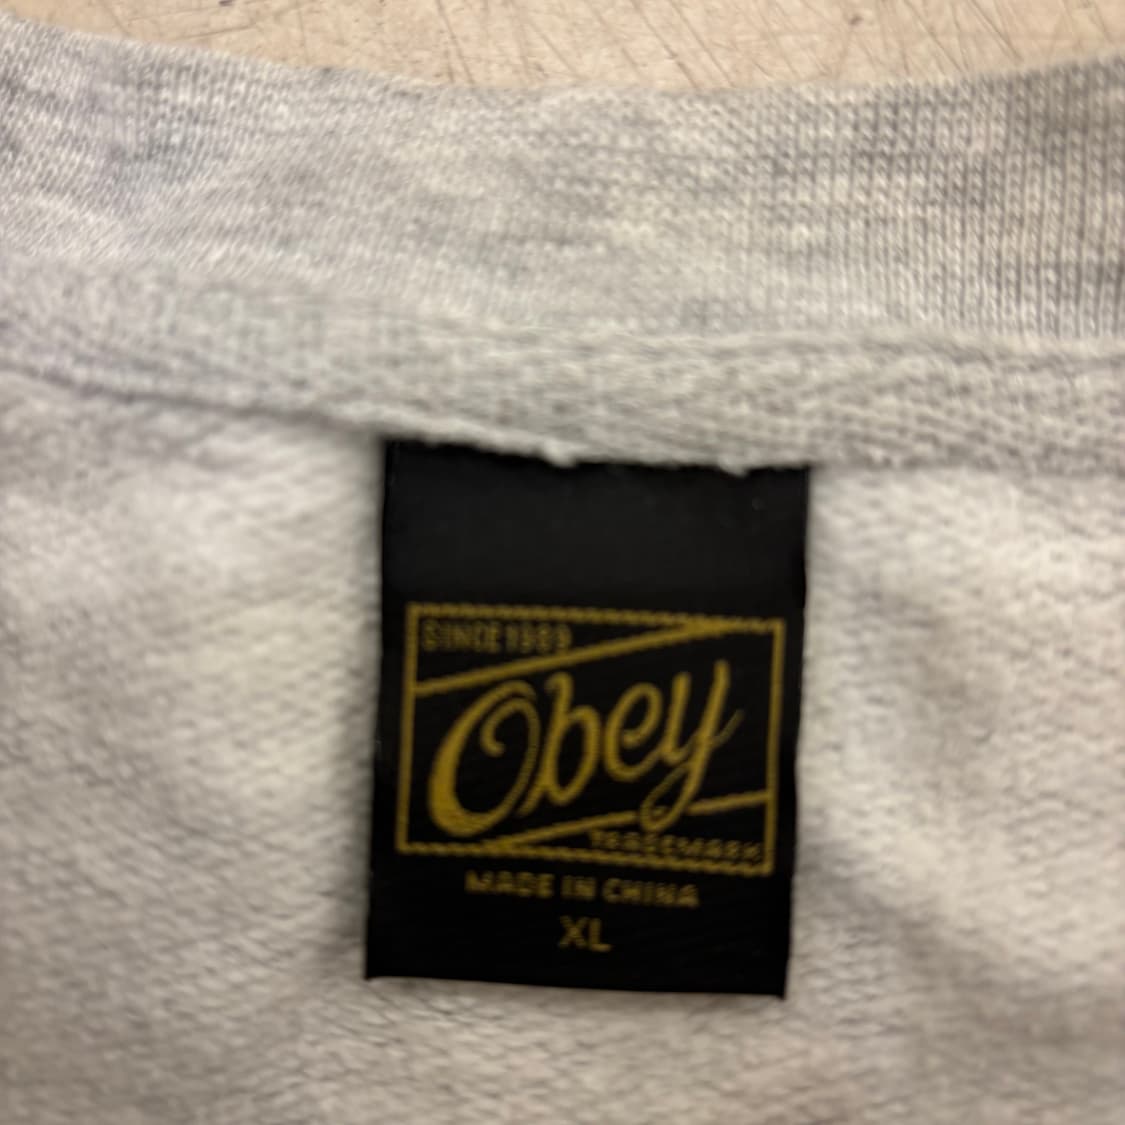 SINCE 1989
Obey
TRADEMARK
MADE IN CHINA
XL